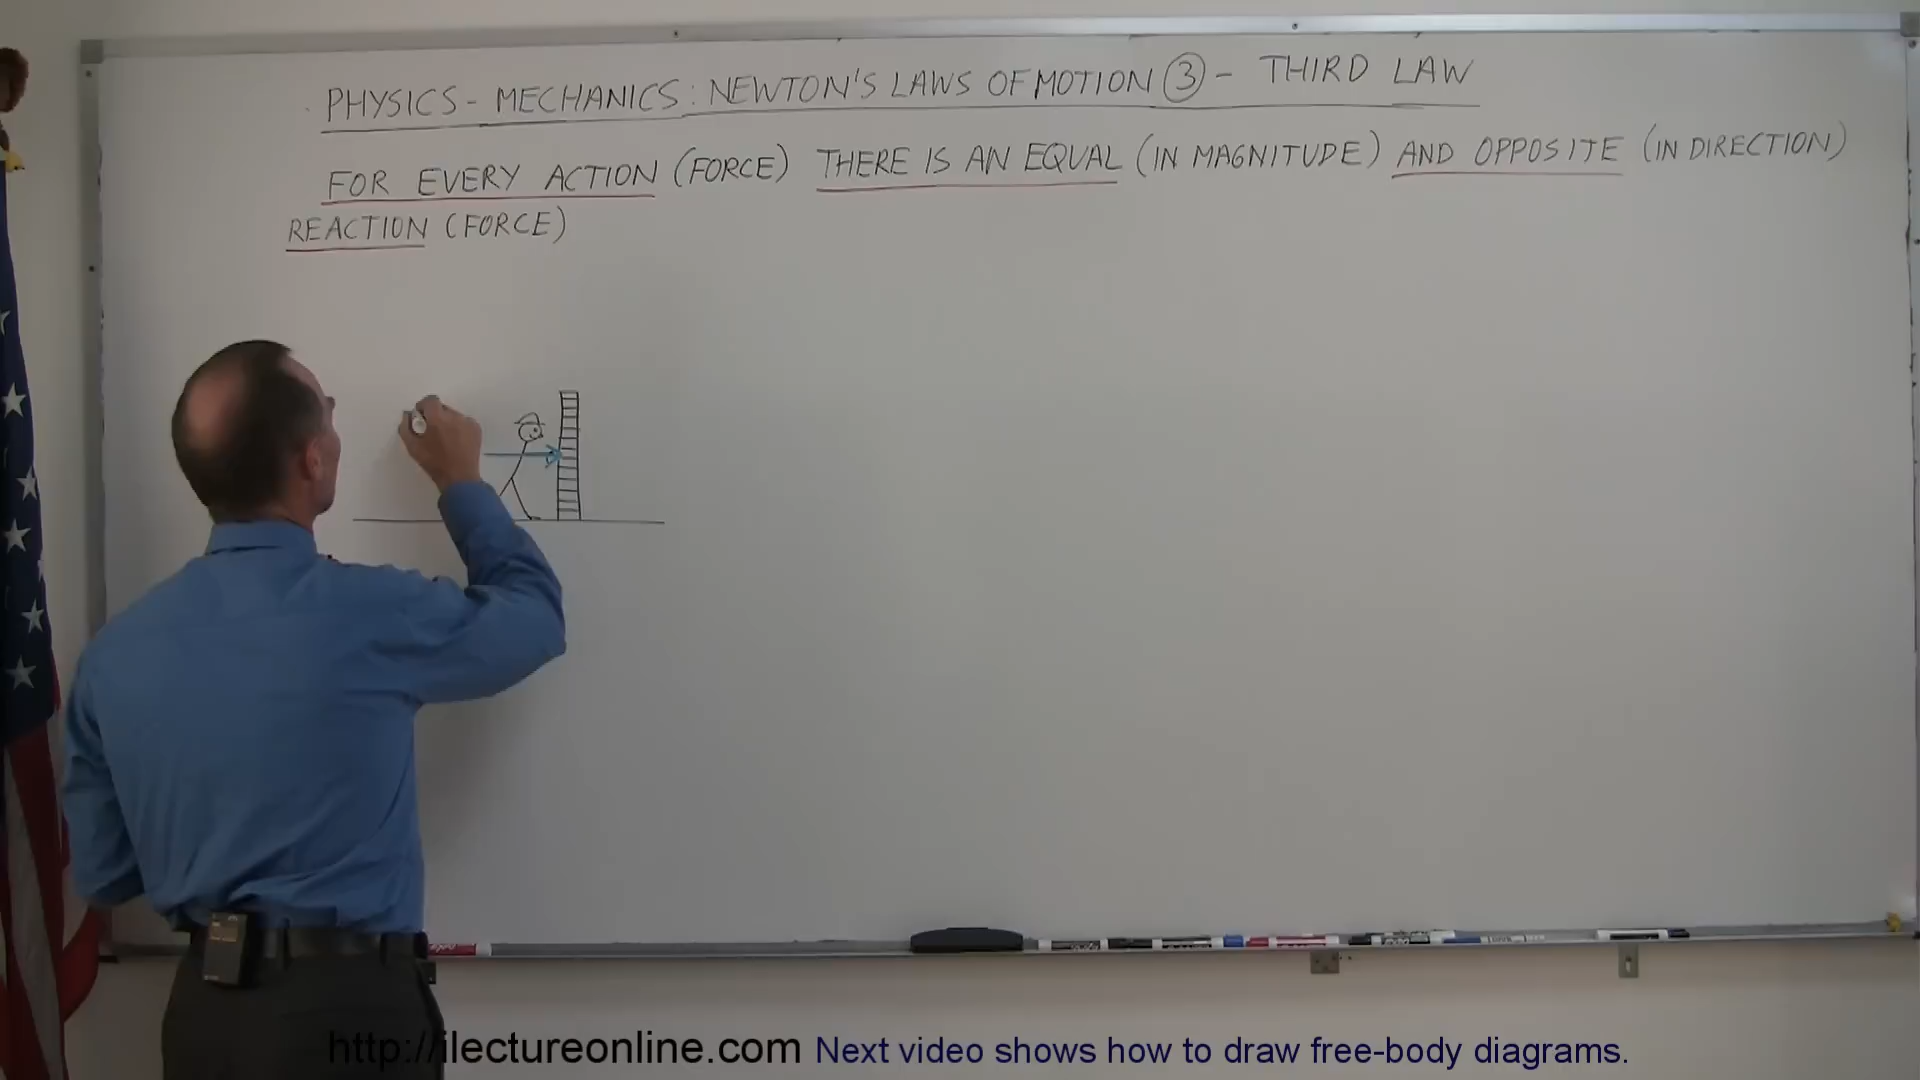 PHYSICS - MECHANICS: NEWTON'S LAWS OF MOTION ③ - THIRD LAW
FOR EVERY ACTION (FORCE) THERE IS AN EQUAL (IN MAGNITUDE) AND OPPOSITE (IN DIRECTION)
REACTION (FORCE)
http://ilectureonline.com Next video shows how to draw free-body diagrams.